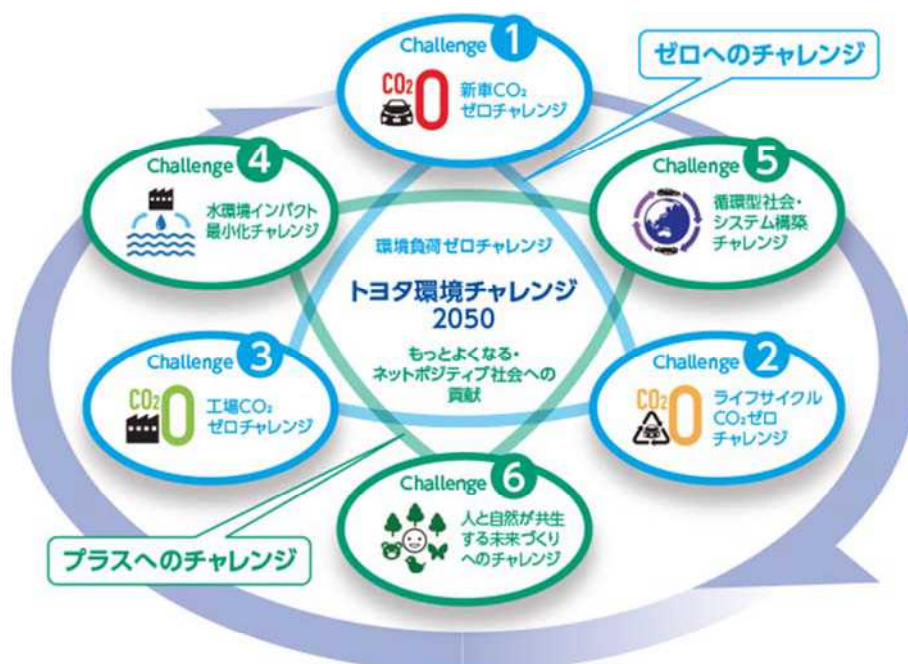 Challenge 1
CO₂ 0
新車CO₂
ゼロチャレンジ
ゼロへのチャレンジ
Challenge 4
水環境インパクト
最小化チャレンジ
Challenge 5
循環型社会・
システム構築
チャレンジ
環境負荷ゼロチャレンジ
トヨタ環境チャレンジ
2050
もっとよくなる・
ネットポジティブ社会への
貢献
Challenge 3
CO₂ 0
工場CO₂
ゼロチャレンジ
Challenge 2
CO₂ 0
ライフサイクル
CO₂ゼロ
チャレンジ
Challenge 6
人と自然が共生
する未来づくり
へのチャレンジ
プラスへのチャレンジ